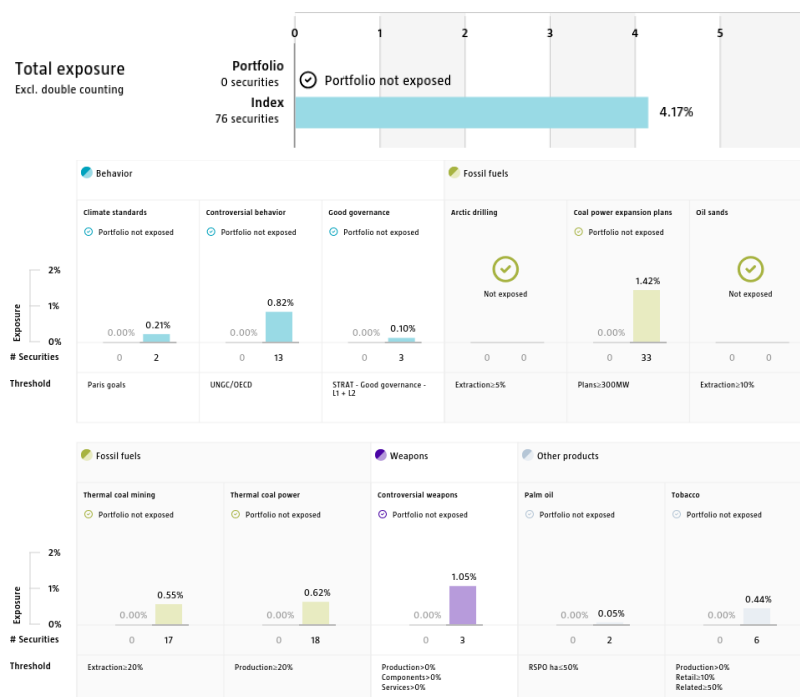 0 1 2 3 4 5
Total exposure
Excl. double counting
Portfolio
0 securities
Portfolio not exposed
Index
76 securities
4.17%
Behavior
Fossil fuels
Climate standards
Controversial behavior
Good governance
Arctic drilling
Coal power expansion plans
Oil sands
Portfolio not exposed
Portfolio not exposed
Portfolio not exposed
Portfolio not exposed
Not exposed
Not exposed
Exposure
2%
1%
0%
0.00% 0.21%
0.00% 0.82%
0.00% 0.10%
0.00% 1.42%
# Securities
0 2
0 13
0 3
0 0
0 33
0 0
Threshold
Paris goals
UNGC/OECD
STRAT - Good governance -
L1 + L2
Extraction≥5%
Plans≥300MW
Extraction≥10%
Fossil fuels
Weapons
Other products
Thermal coal mining
Thermal coal power
Controversial weapons
Palm oil
Tobacco
Portfolio not exposed
Portfolio not exposed
Portfolio not exposed
Portfolio not exposed
Portfolio not exposed
Exposure
2%
1%
0%
0.00% 0.55%
0.00% 0.62%
0.00% 1.05%
0.00% 0.05%
0.00% 0.44%
# Securities
0 17
0 18
0 3
0 2
0 6
Threshold
Extraction≥20%
Production≥20%
Production>0%
Components>0%
Services>0%
RSPO ha≤50%
Production>0%
Retail≥10%
Related≥50%